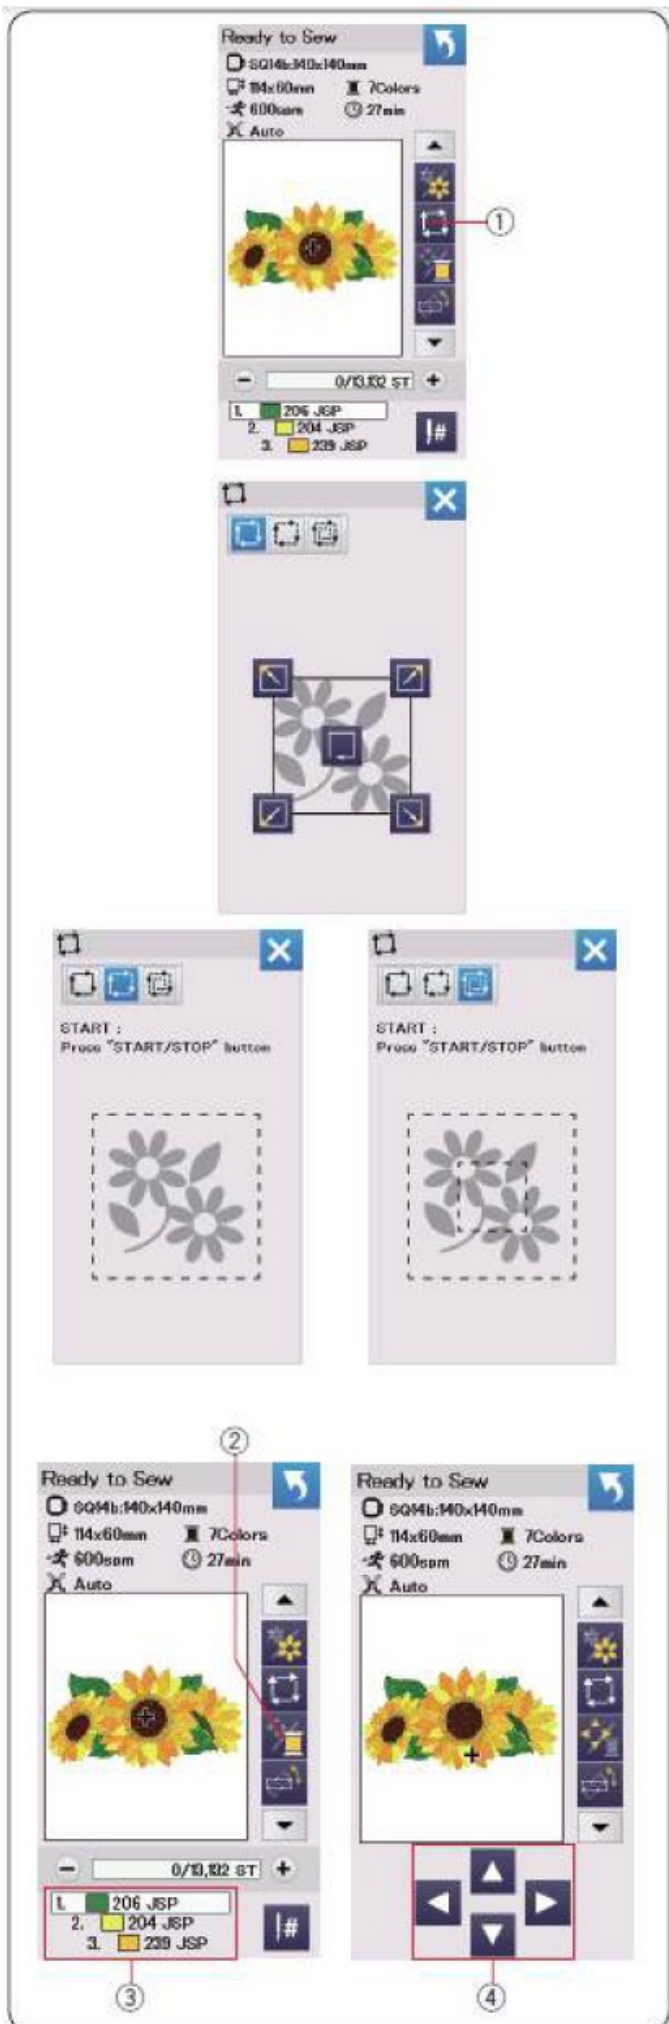 Ready to Sew
SQ14b:140x140mm
114x60mm 7Colors
600spm 27min
Auto
①
0/13,132 ST
1. 206 JSP
2. 204 JSP
3. 239 JSP
#
START :
Press "START/STOP" button
START :
Press "START/STOP" button
②
Ready to Sew
SQ14b:140x140mm
114x60mm 7Colors
600spm 27min
Auto
0/13,132 ST
1. 206 JSP
2. 204 JSP
3. 239 JSP
#
③
Ready to Sew
SQ14b:140x140mm
114x60mm 7Colors
600spm 27min
Auto
④